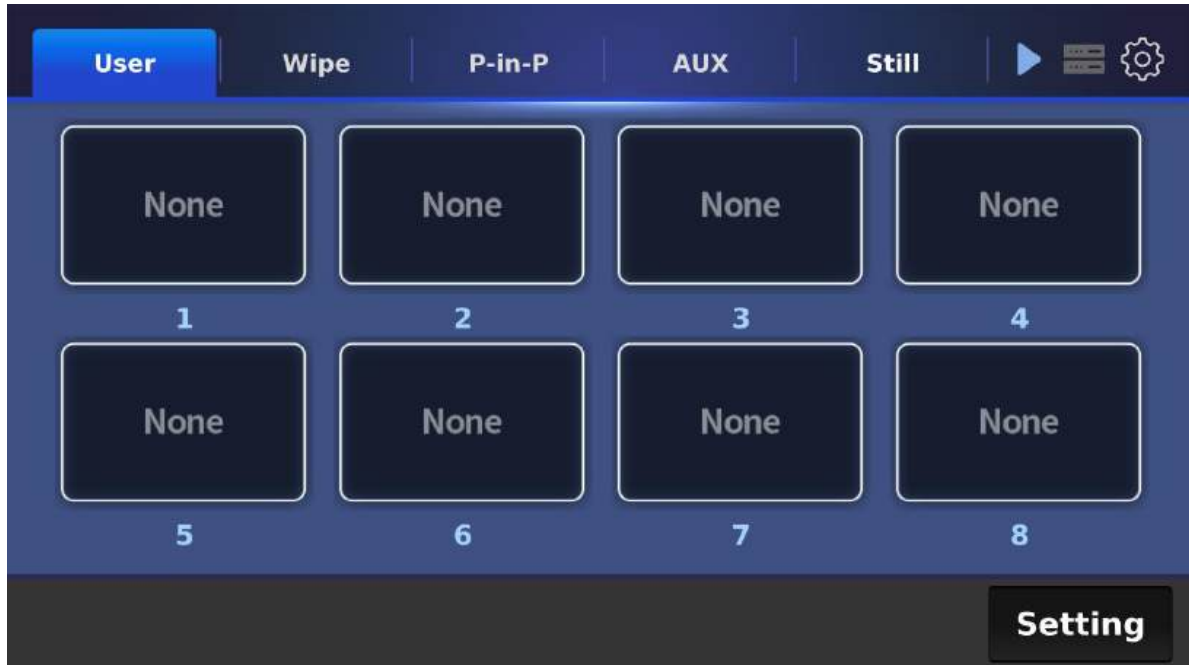 User Wipe P-in-P AUX Still
None None None None
1 2 3 4
None None None None
5 6 7 8
Setting